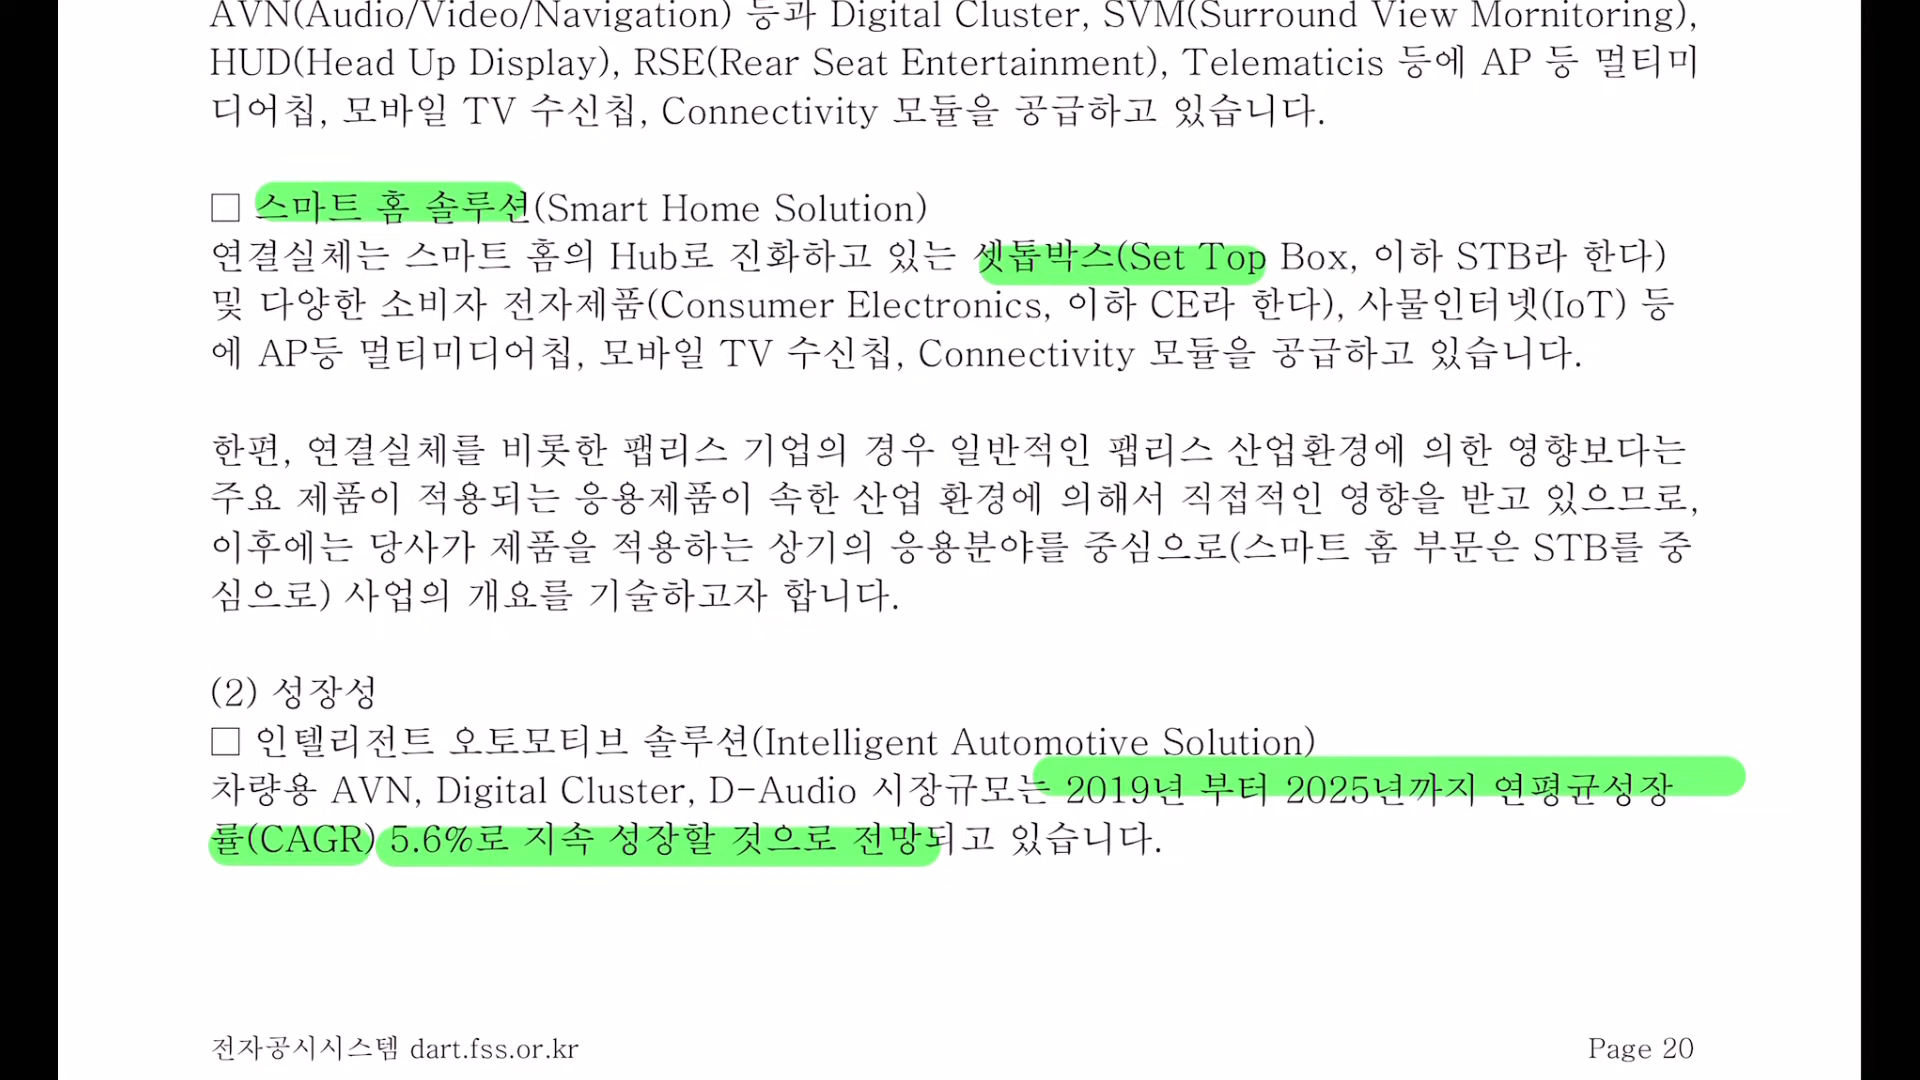 AVN(Audio/Video/Navigation) 등과 Digital Cluster, SVM(Surround View Mornitoring),
HUD(Head Up Display), RSE(Rear Seat Entertainment), Telematicis 등에 AP 등 멀티미
디어칩, 모바일 TV 수신칩, Connectivity 모듈을 공급하고 있습니다.
□ 스마트 홈 솔루션(Smart Home Solution)
연결실체는 스마트 홈의 Hub로 진화하고 있는 셋톱박스(Set Top Box, 이하 STB라 한다)
및 다양한 소비자 전자제품(Consumer Electronics, 이하 CE라 한다), 사물인터넷(IoT) 등
에 AP등 멀티미디어칩, 모바일 TV 수신칩, Connectivity 모듈을 공급하고 있습니다.
한편, 연결실체를 비롯한 팹리스 기업의 경우 일반적인 팹리스 산업환경에 의한 영향보다는
주요 제품이 적용되는 응용제품이 속한 산업 환경에 의해서 직접적인 영향을 받고 있으므로,
이후에는 당사가 제품을 적용하는 상기의 응용분야를 중심으로(스마트 홈 부문은 STB를 중
심으로) 사업의 개요를 기술하고자 합니다.
(2) 성장성
□ 인텔리전트 오토모티브 솔루션(Intelligent Automotive Solution)
차량용 AVN, Digital Cluster, D-Audio 시장규모는 2019년 부터 2025년까지 연평균성장
률(CAGR) 5.6%로 지속 성장할 것으로 전망되고 있습니다.
전자공시시스템 dart.fss.or.kr
Page 20